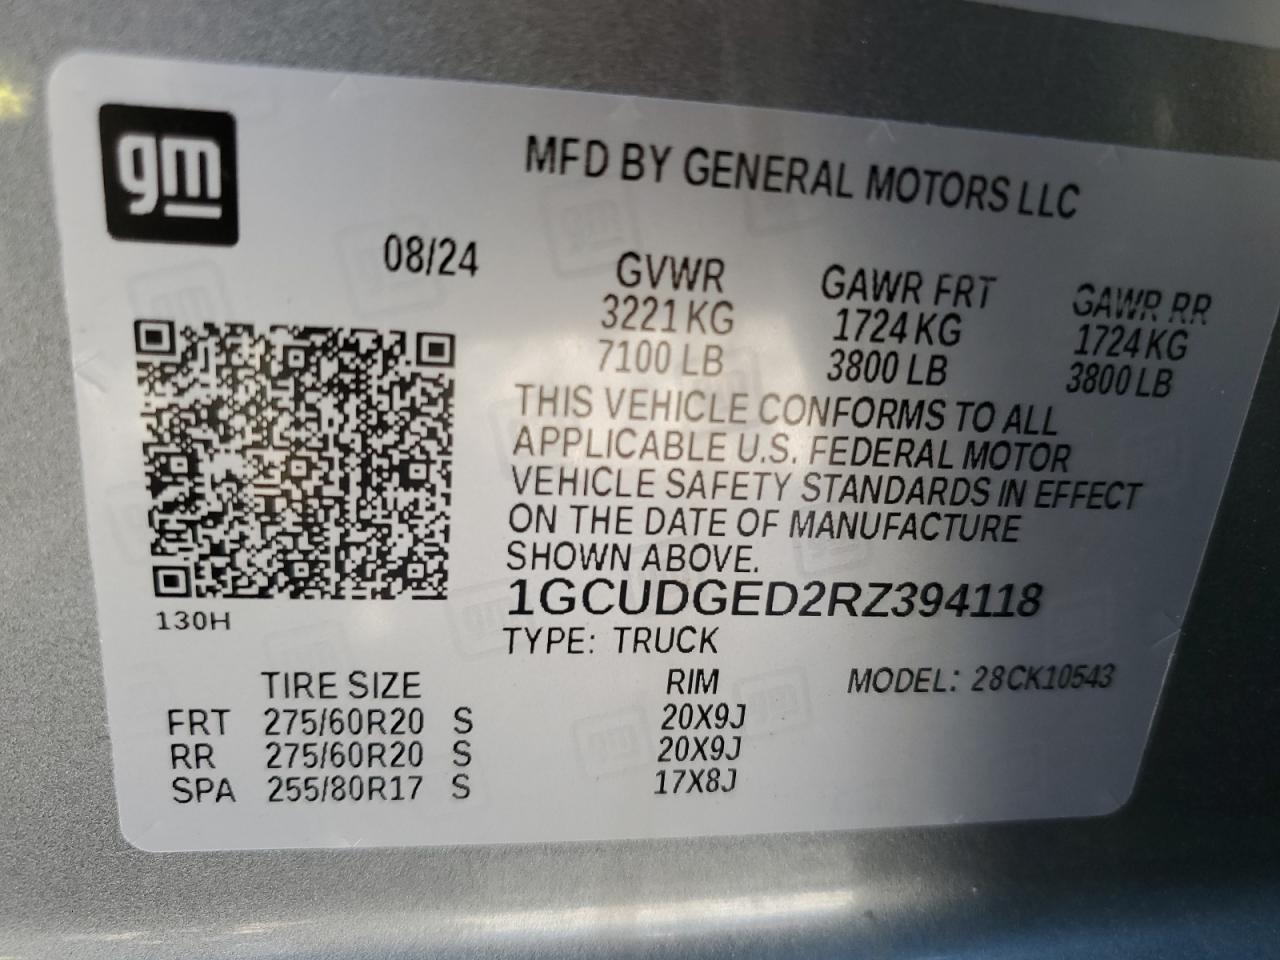 gm
MFD BY GENERAL MOTORS LLC
08/24
GVWR GAWR FRT GAWR RR
3221 KG 1724 KG 1724 KG
7100 LB 3800 LB 3800 LB
THIS VEHICLE CONFORMS TO ALL
APPLICABLE U.S. FEDERAL MOTOR
VEHICLE SAFETY STANDARDS IN EFFECT
ON THE DATE OF MANUFACTURE
SHOWN ABOVE.
1GCUDGED2RZ394118
130H
TYPE: TRUCK
TIRE SIZE RIM MODEL: 28CK10543
FRT 275/60R20 S 20X9J
RR 275/60R20 S 20X9J
SPA 255/80R17 S 17X8J